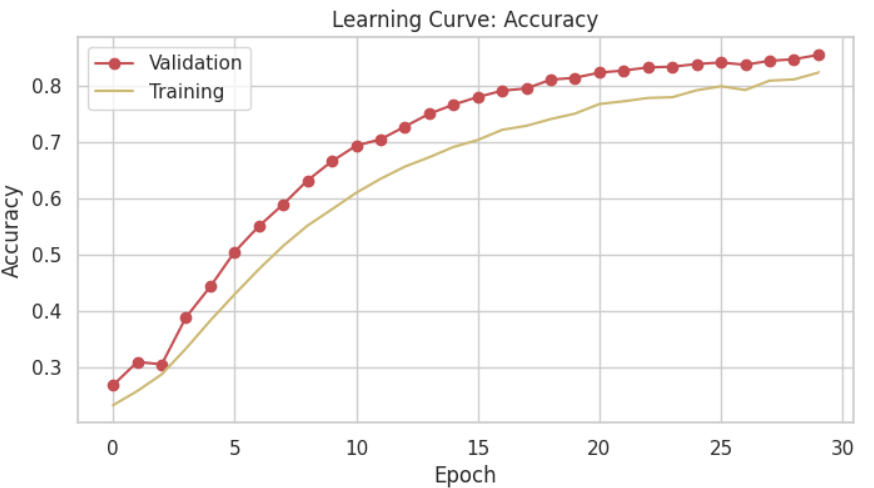 Learning Curve: Accuracy
Validation
Training
Accuracy
0.8
0.7
0.6
0.5
0.4
0.3
0 5 10 15 20 25 30
Epoch